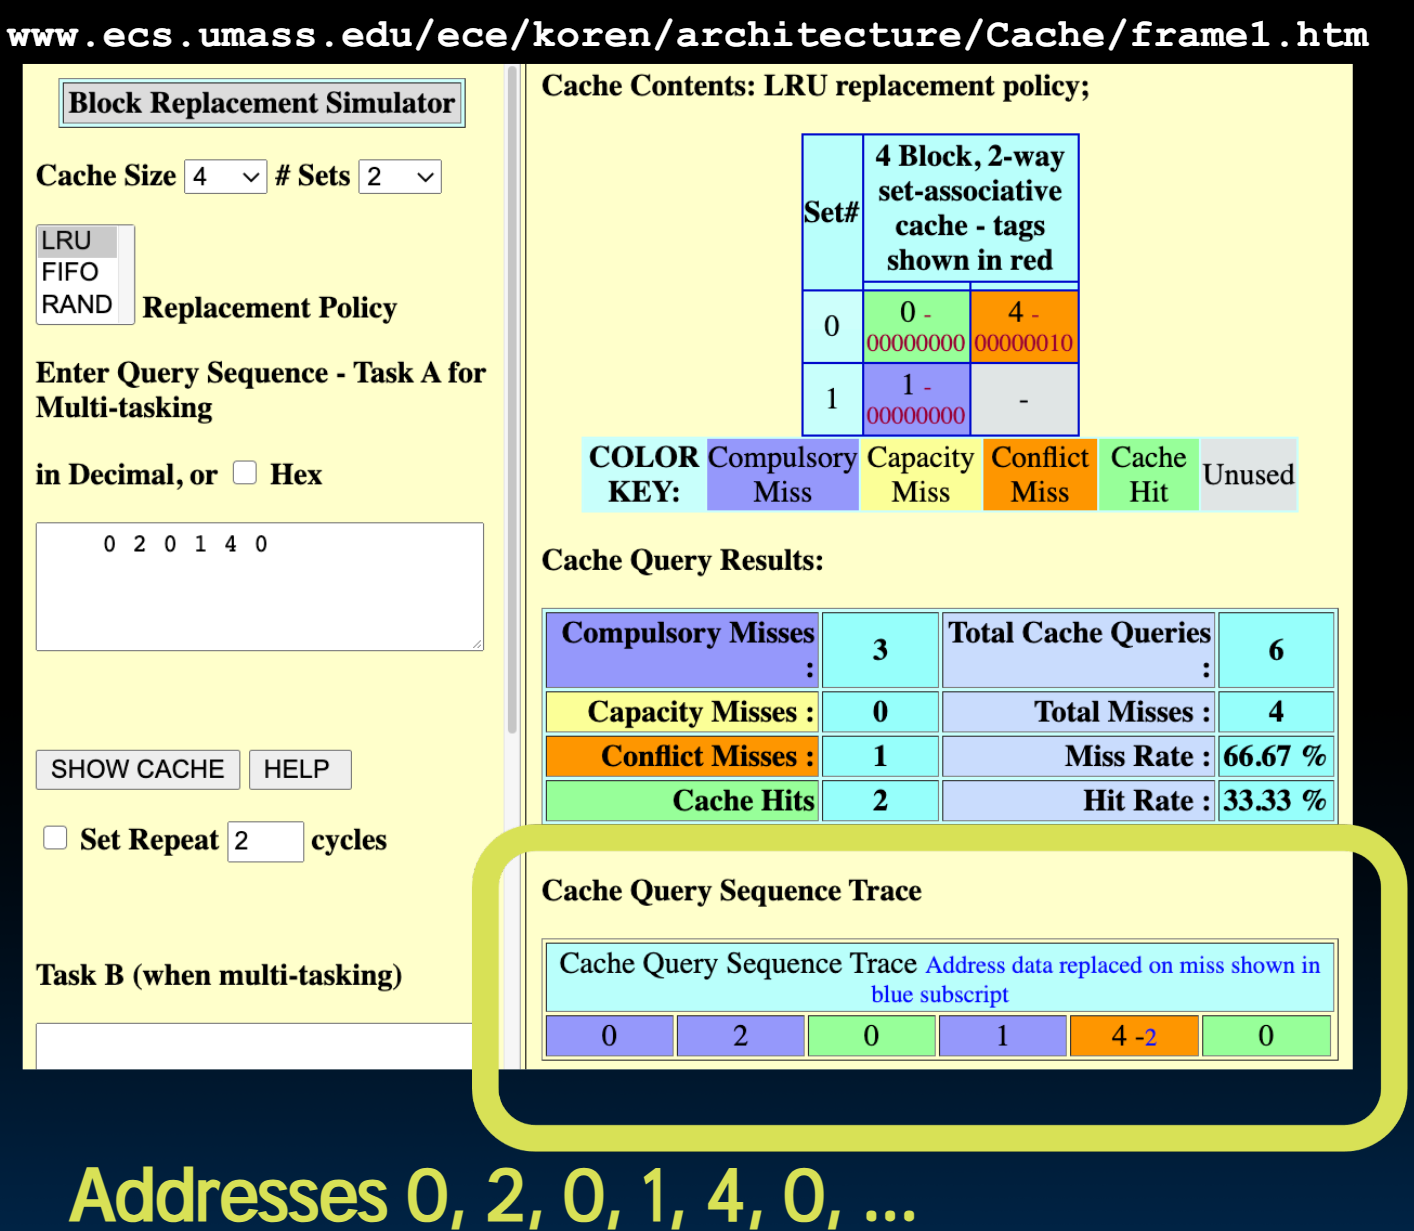 www.ecs.umass.edu/ece/koren/architecture/Cache/frame1.htm
Block Replacement Simulator
Cache Size 4 # Sets 2
LRU
FIFO
RAND Replacement Policy
Enter Query Sequence - Task A for
Multi-tasking
in Decimal, or Hex
0 2 0 1 4 0
SHOW CACHE HELP
Set Repeat 2 cycles
Task B (when multi-tasking)
Cache Contents: LRU replacement policy;
Set#
4 Block, 2-way
set-associative
cache - tags
shown in red
0 0 - 4 -
00000000 00000010
1 1 - -
00000000
COLOR Compulsory Capacity Conflict Cache Unused
KEY: Miss Miss Miss Hit
Cache Query Results:
Compulsory Misses 3 Total Cache Queries 6
: :
Capacity Misses : 0 Total Misses : 4
Conflict Misses : 1 Miss Rate : 66.67 %
Cache Hits 2 Hit Rate : 33.33 %
Cache Query Sequence Trace
Cache Query Sequence Trace Address data replaced on miss shown in
blue subscript
0 2 0 1 4 -2 0
Addresses 0, 2, 0, 1, 4, 0, ...